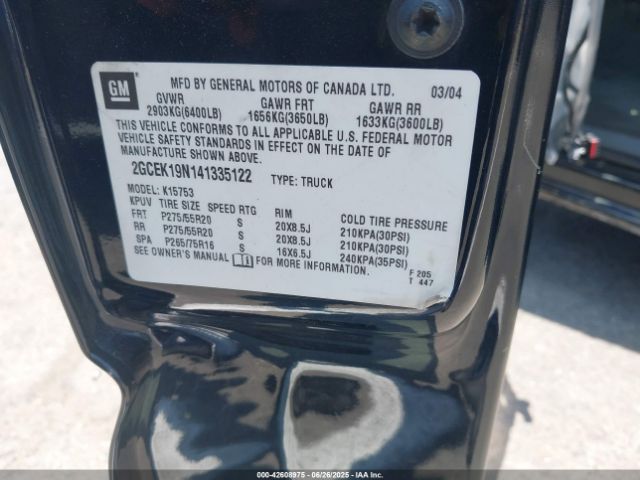 GM
MFD BY GENERAL MOTORS OF CANADA LTD. 03/04
GVWR GAWR FRT GAWR RR
2903KG(6400LB) 1656KG(3650LB) 1633KG(3600LB)
THIS VEHICLE CONFORMS TO ALL APPLICABLE U.S. FEDERAL MOTOR
VEHICLE SAFETY STANDARDS IN EFFECT ON THE DATE OF
MANUFACTURE SHOWN ABOVE.
2GCEK19N141335122 TYPE: TRUCK
MODEL: K15753
KPUV TIRE SIZE SPEED RTG RIM COLD TIRE PRESSURE
FRT P275/55R20 S 20X8.5J 210KPA(30PSI)
RR P275/55R20 S 20X8.5J 210KPA(30PSI)
SPA P265/75R16 S 16X6.5J 240KPA(35PSI)
SEE OWNER'S MANUAL FOR MORE INFORMATION.
F 205
T 447
000-42608975 - 06/26/2025 - IAAI.com